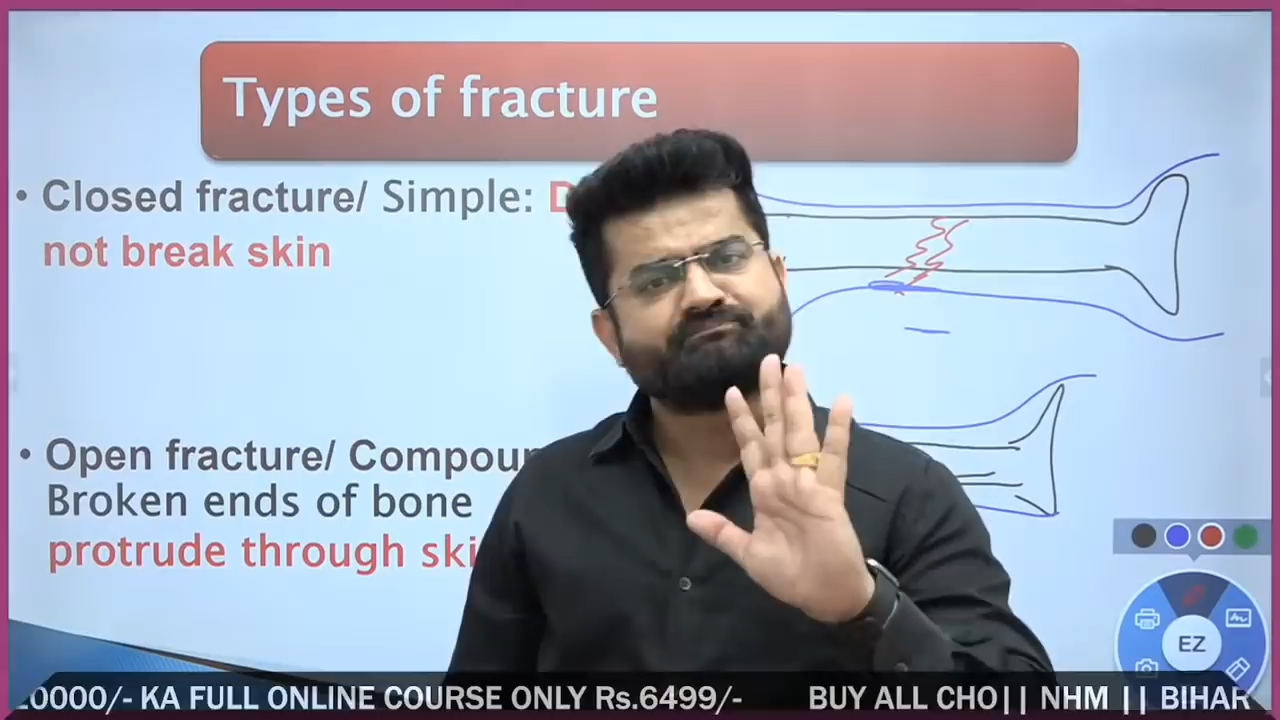 Types of fracture
• Closed fracture/ Simple: D
not break skin
• Open fracture/ Compoun
Broken ends of bone
protrude through ski
EZ
0000/- KA FULL ONLINE COURSE ONLY Rs.6499/- BUY ALL CHO|| NHM || BIHAR